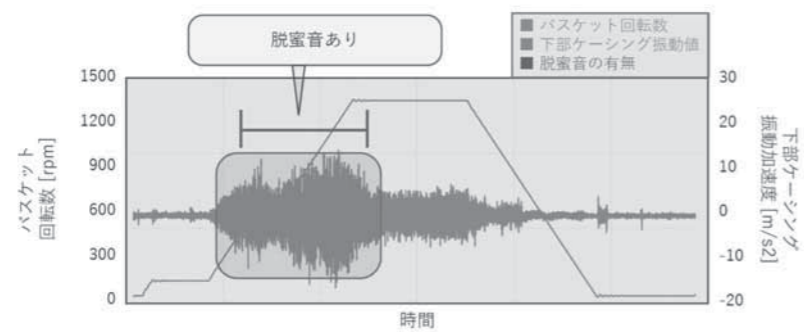 脱蜜音あり
■ バスケット回転数
■ 下部ケーシング振動値
■ 脱蜜音の有無
1500
1200
900
600
300
0
バスケット
回転数 [rpm]
30
20
10
0
-10
-20
下部ケーシング
振動加速度 [m/s2]
時間